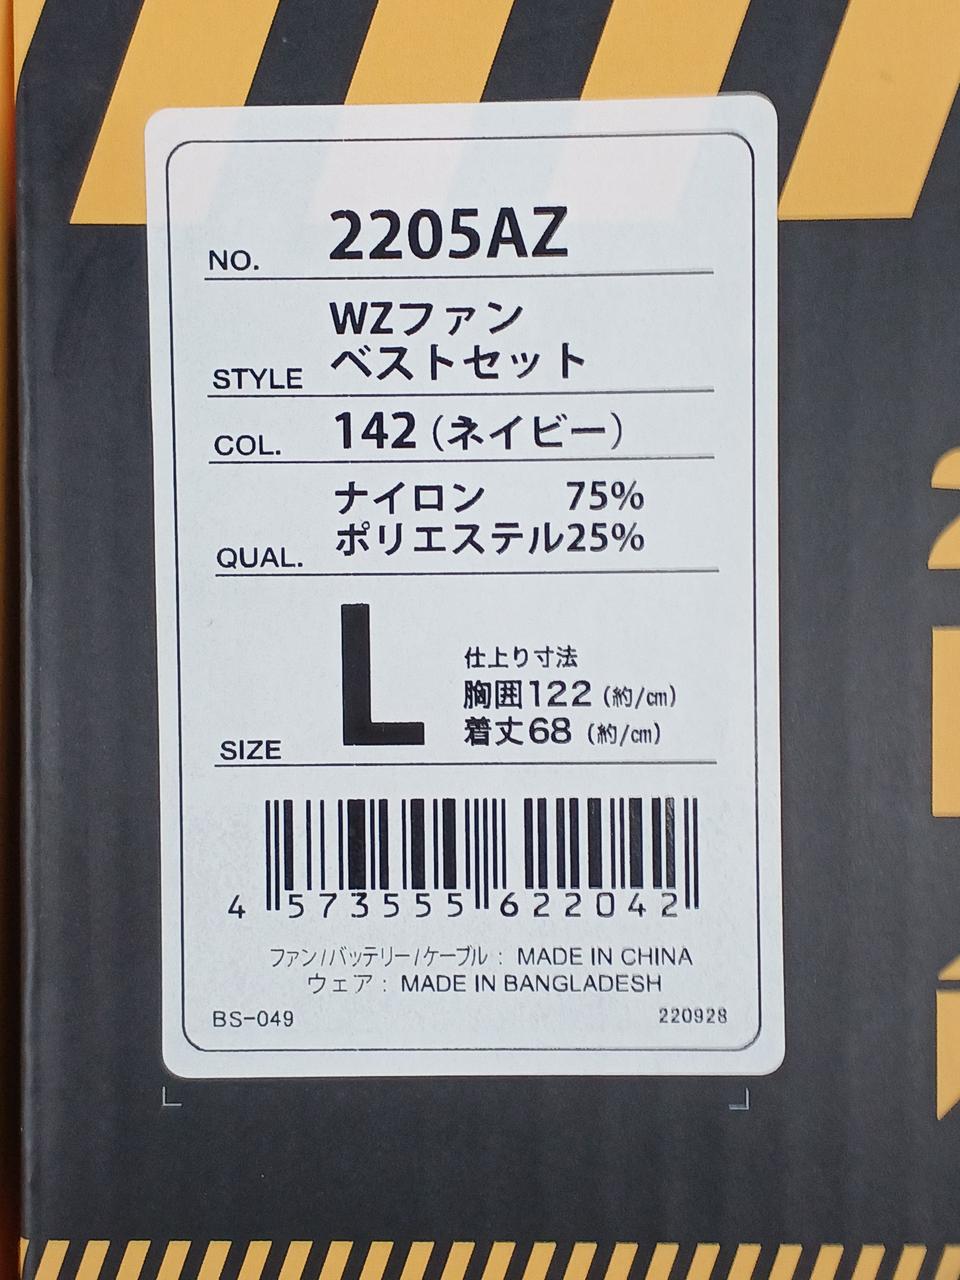 NO. 2205AZ
WZファン
STYLE ベストセット
COL. 142 (ネイビー)
ナイロン 75%
QUAL. ポリエステル25%
SIZE L
仕上り寸法
胸囲122 (約/cm)
着丈68 (約/cm)
4 573555 622042
ファン/バッテリー/ケーブル : MADE IN CHINA
ウェア : MADE IN BANGLADESH
BS-049 220928